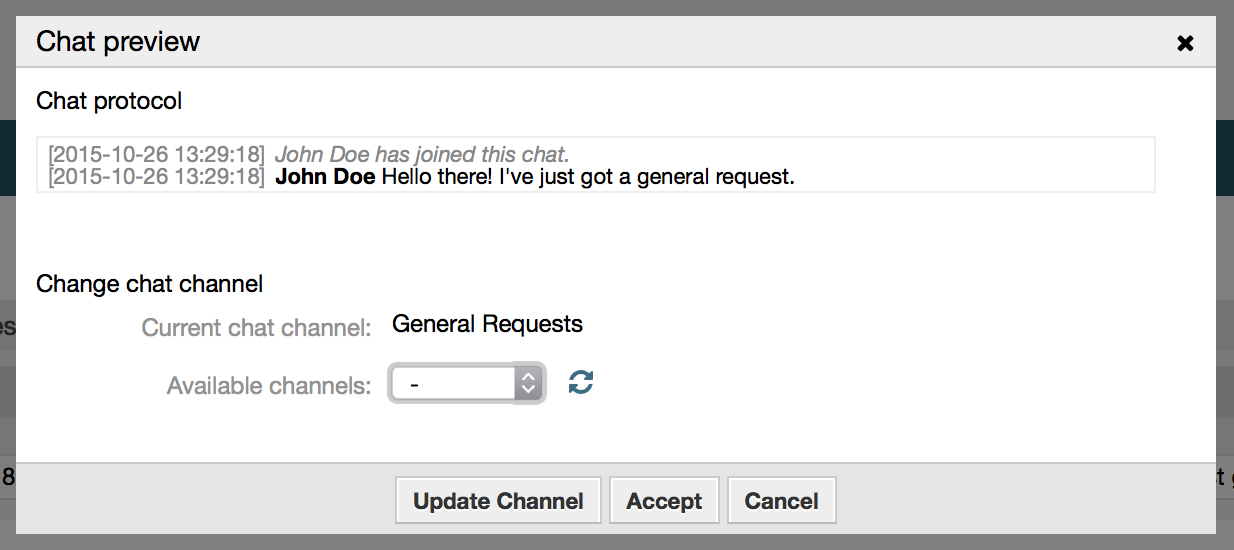 Chat preview
Chat protocol
[2015-10-26 13:29:18] John Doe has joined this chat.
[2015-10-26 13:29:18] John Doe Hello there! I've just got a general request.
Change chat channel
Current chat channel: General Requests
Available channels: -
Update Channel Accept Cancel